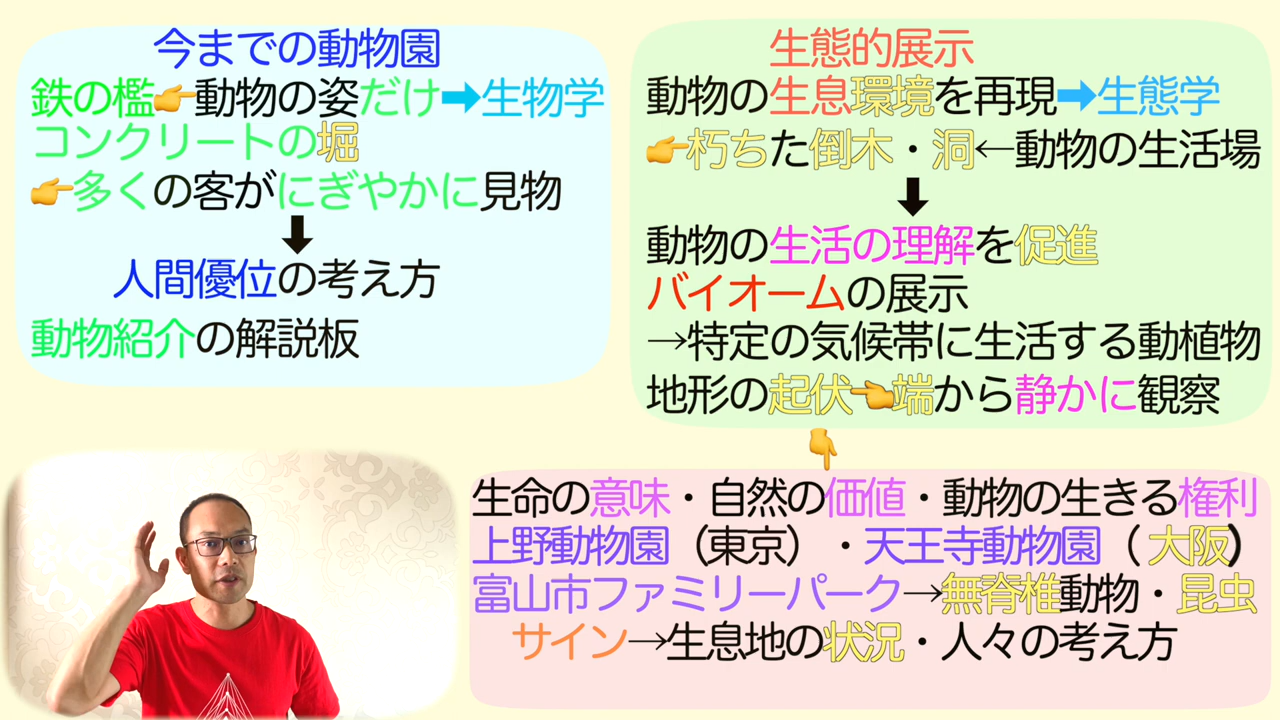 今までの動物園
鉄の檻👉動物の姿だけ➡生物学
コンクリートの堀
👉多くの客がにぎやかに見物
⬇
人間優位の考え方
動物紹介の解説板
生態的展示
動物の生息環境を再現➡生態学
👉朽ちた倒木・洞←動物の生活場
⬇
動物の生活の理解を促進
バイオームの展示
→特定の気候帯に生活する動植物
地形の起伏👈端から静かに観察
👇
生命の意味・自然の価値・動物の生きる権利
上野動物園（東京）・天王寺動物園（大阪）
富山市ファミリーパーク→無脊椎動物・昆虫
サイン→生息地の状況・人々の考え方